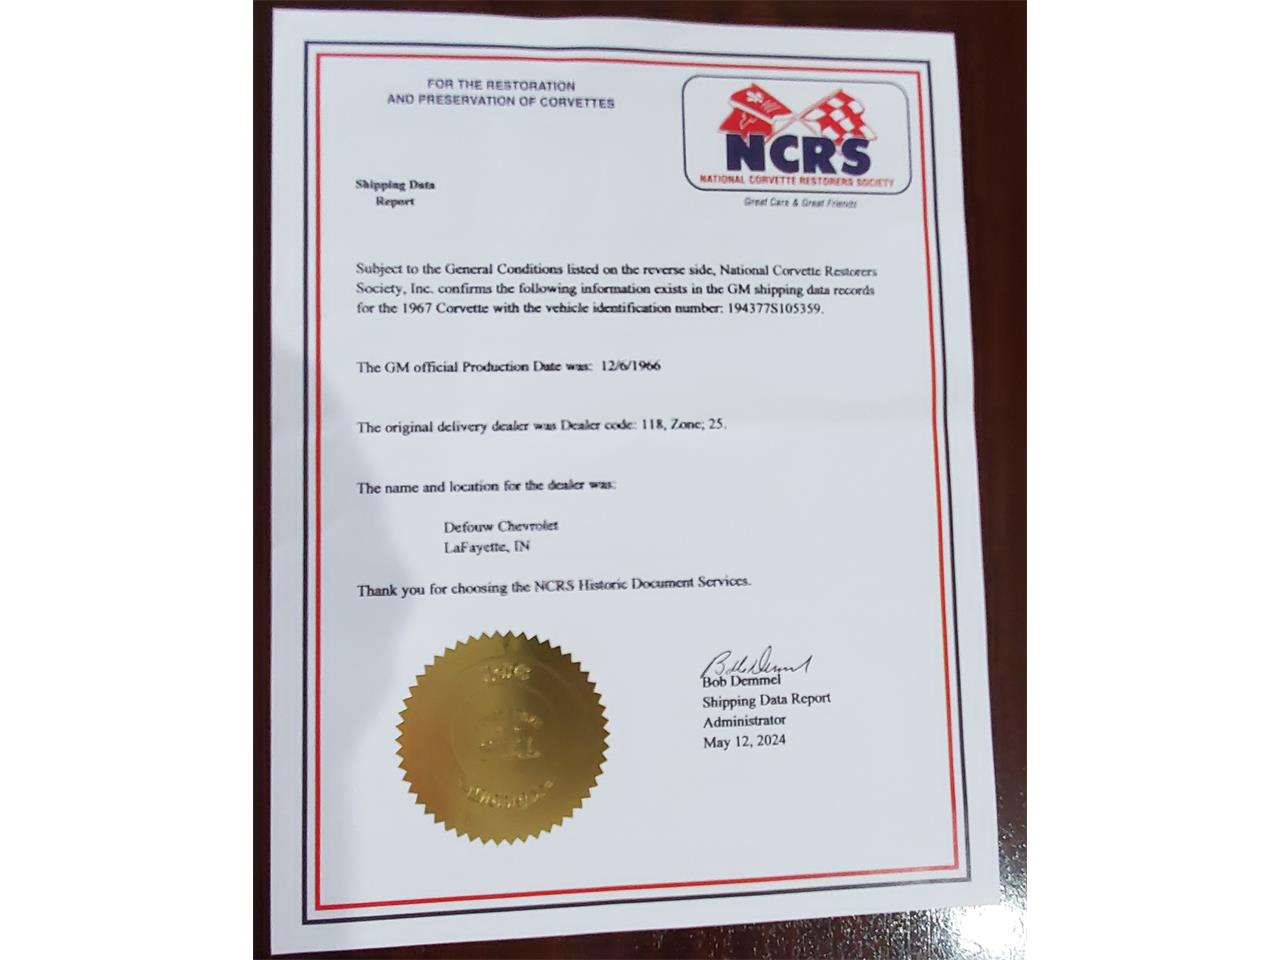 FOR THE RESTORATION
AND PRESERVATION OF CORVETTES
NCRS
NATIONAL CORVETTE RESTORERS SOCIETY
Great Cars & Great Friends
Shipping Data
Report
Subject to the General Conditions listed on the reverse side, National Corvette Restorers
Society, Inc. confirms the following information exists in the GM shipping data records
for the 1967 Corvette with the vehicle identification number: 194377S105359.
The GM official Production Date was: 12/6/1966
The original delivery dealer was Dealer code: 118, Zone; 25.
The name and location for the dealer was:
Defouw Chevrolet
LaFayette, IN
Thank you for choosing the NCRS Historic Document Services.
Bob Demmel
Bob Demmel
Shipping Data Report
Administrator
May 12, 2024